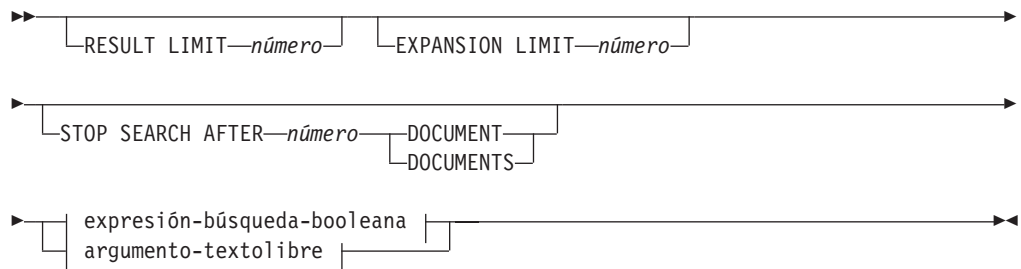 RESULT LIMIT número EXPANSION LIMIT número
STOP SEARCH AFTER número DOCUMENT
DOCUMENTS
expresión-búsqueda-booleana
argumento-textolibre